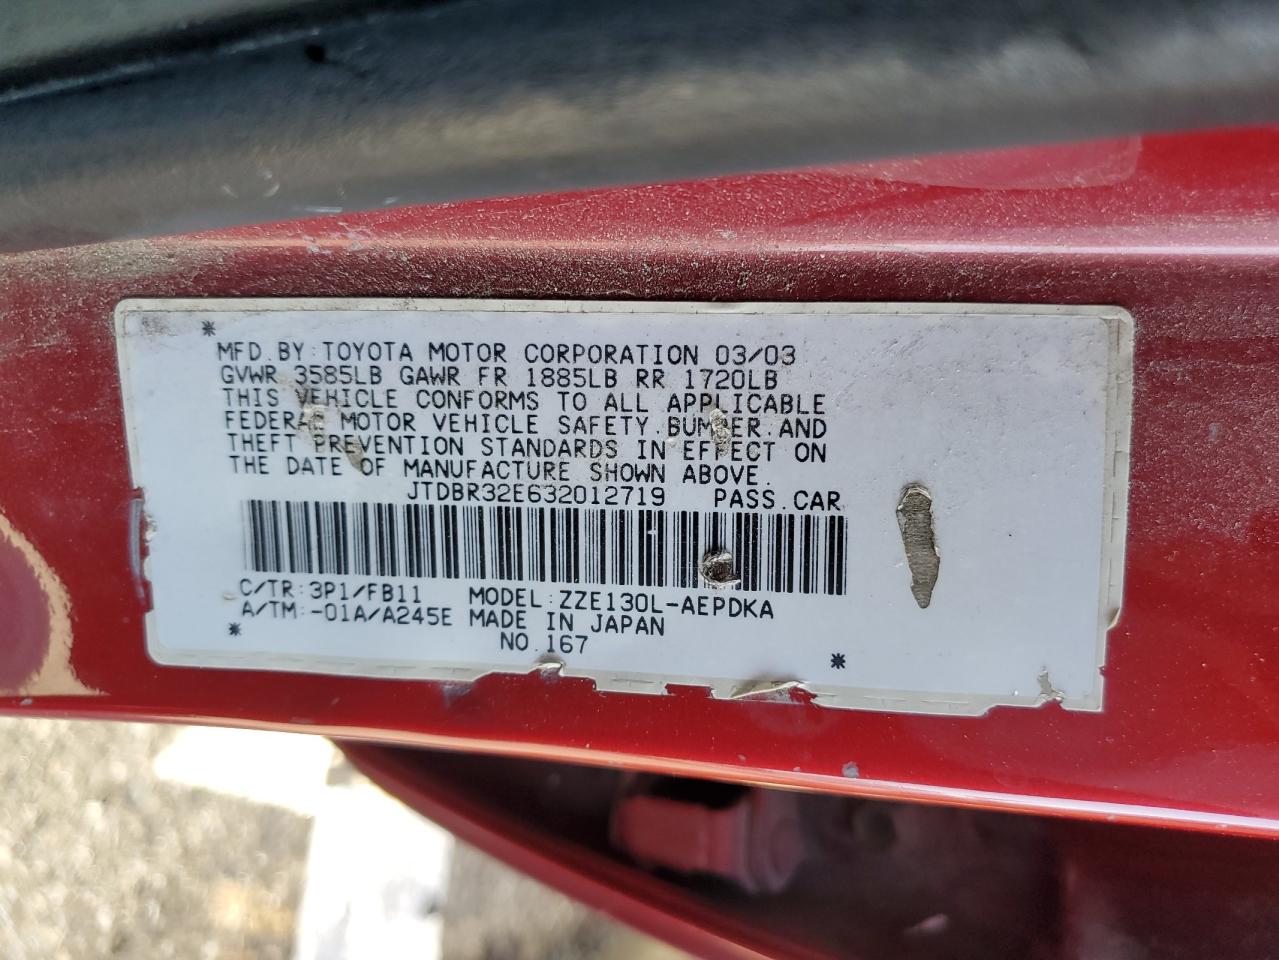 *
MFD. BY: TOYOTA MOTOR CORPORATION 03/03
GVWR 3585LB GAWR FR 1885LB RR 1720LB
THIS VEHICLE CONFORMS TO ALL APPLICABLE
FEDERAL MOTOR VEHICLE SAFETY, BUMPER, AND
THEFT PREVENTION STANDARDS IN EFFECT ON
THE DATE OF MANUFACTURE SHOWN ABOVE.
JTDBR32E632012719 PASS. CAR
C/TR: 3P1/FB11 MODEL: ZZE130L-AEPDKA
A/TM: -01A/A245E MADE IN JAPAN
* NO. 167 *